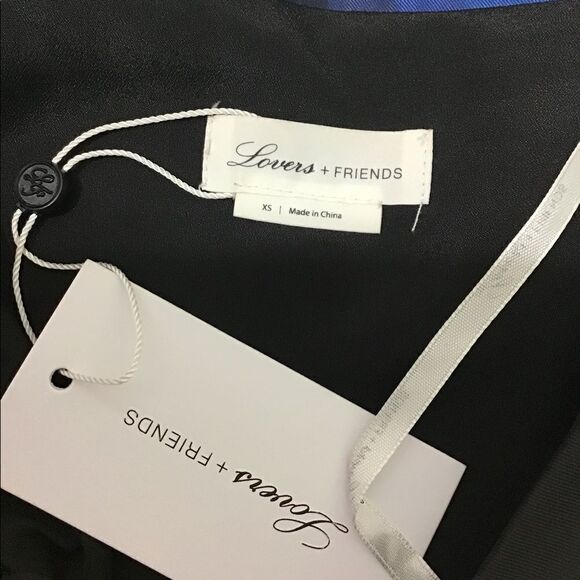 Lovers + FRIENDS
XS | Made in China
Lovers + FRIENDS